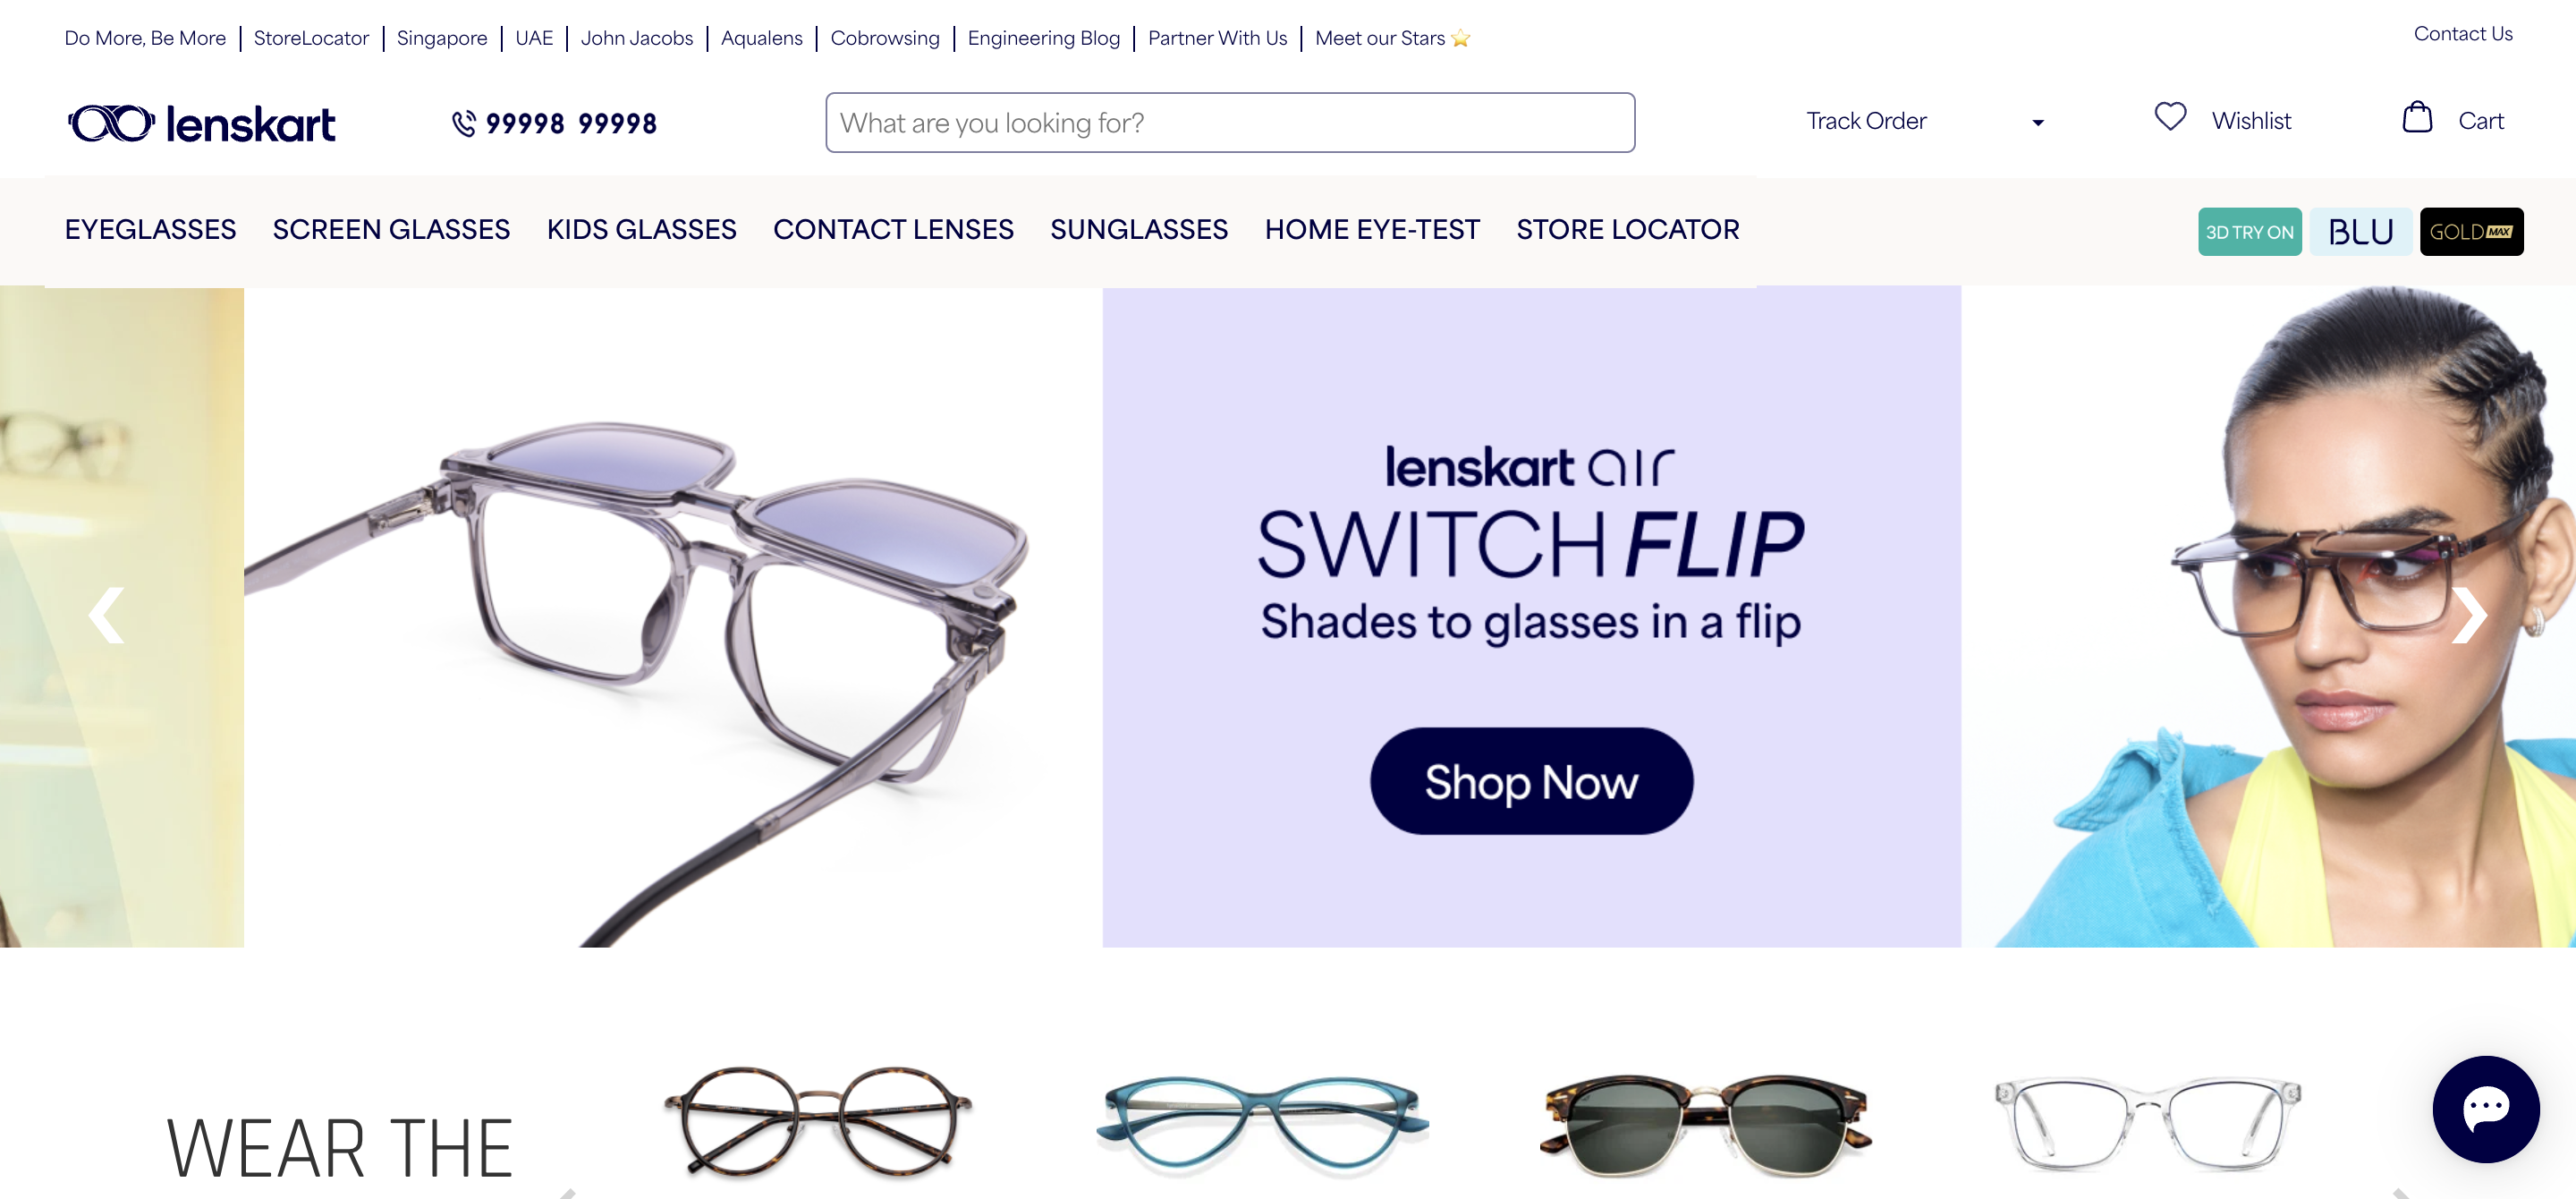 Do More, Be More | StoreLocator | Singapore | UAE | John Jacobs | Aqualens | Cobrowsing | Engineering Blog | Partner With Us | Meet our Stars ⭐ Contact Us
lenskart 99998 99998 What are you looking for? Track Order Wishlist Cart
EYEGLASSES SCREEN GLASSES KIDS GLASSES CONTACT LENSES SUNGLASSES HOME EYE-TEST STORE LOCATOR 3D TRY ON BLU GOLD MAX
lenskart air
SWITCH FLIP
Shades to glasses in a flip
Shop Now
WEAR THE